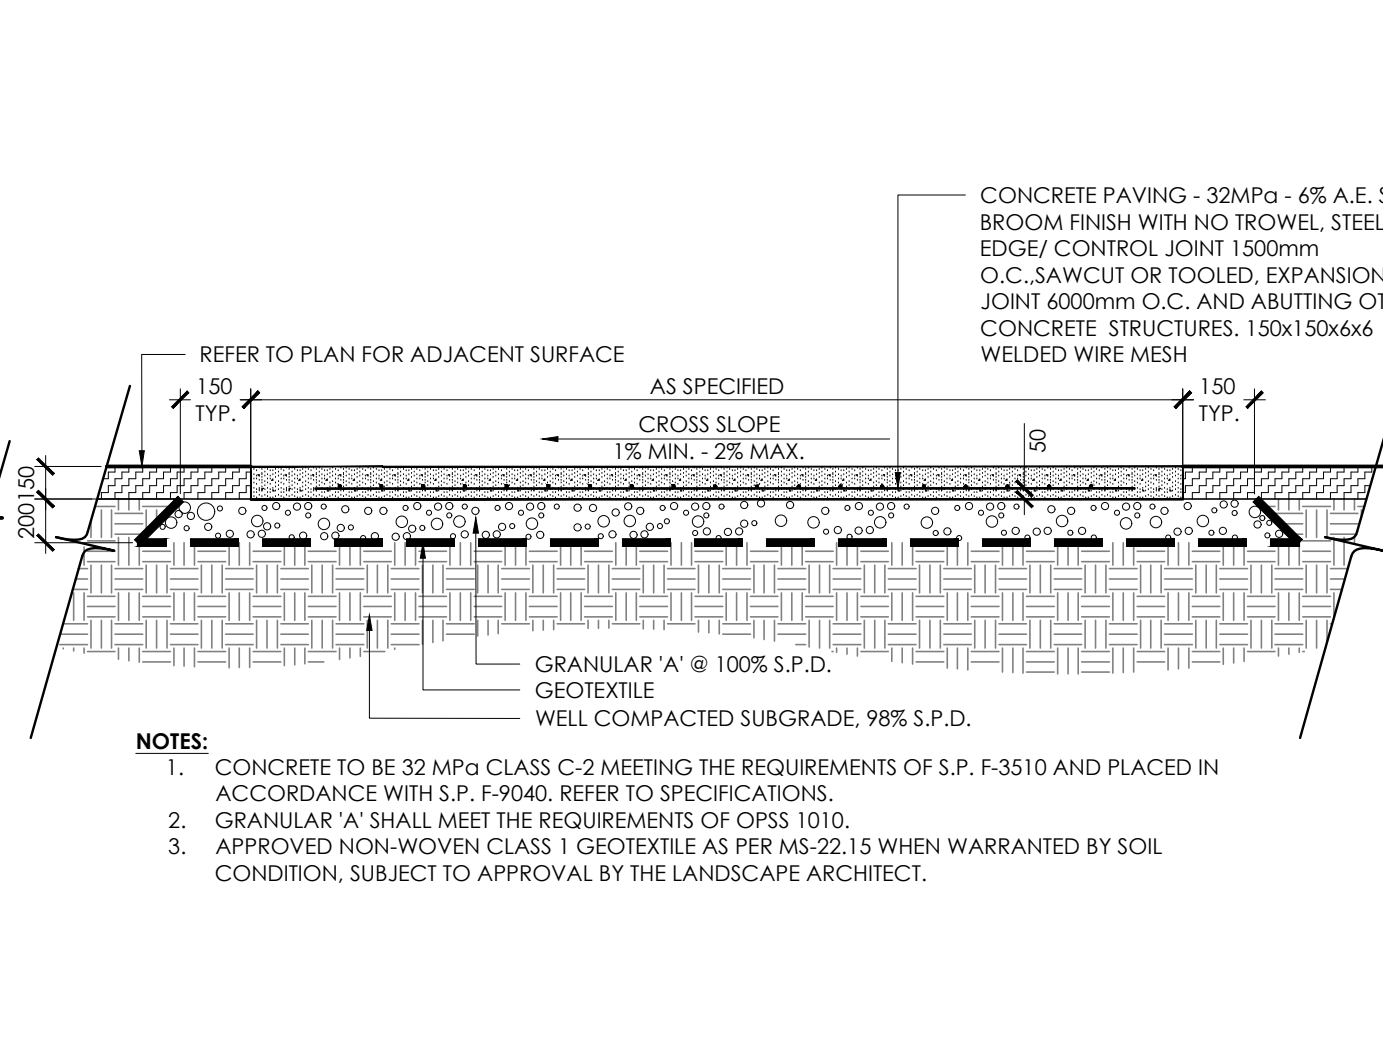 CONCRETE PAVING - 32MPa - 6% A.E.
BROOM FINISH WITH NO TROWEL, STEEL
EDGE/ CONTROL JOINT 1500mm
O.C.,SAWCUT OR TOOLED, EXPANSION
JOINT 6000mm O.C. AND ABUTTING
CONCRETE STRUCTURES. 150x150x6x6
WELDED WIRE MESH
REFER TO PLAN FOR ADJACENT SURFACE
150
TYP.
AS SPECIFIED
150
TYP.
CROSS SLOPE
1% MIN. - 2% MAX.
50
150
200
GRANULAR 'A' @ 100% S.P.D.
GEOTEXTILE
WELL COMPACTED SUBGRADE, 98% S.P.D.
NOTES:
1. CONCRETE TO BE 32 MPa CLASS C-2 MEETING THE REQUIREMENTS OF S.P. F-3510 AND PLACED IN
ACCORDANCE WITH S.P. F-9040. REFER TO SPECIFICATIONS.
2. GRANULAR 'A' SHALL MEET THE REQUIREMENTS OF OPSS 1010.
3. APPROVED NON-WOVEN CLASS 1 GEOTEXTILE AS PER MS-22.15 WHEN WARRANTED BY SOIL
CONDITION, SUBJECT TO APPROVAL BY THE LANDSCAPE ARCHITECT.